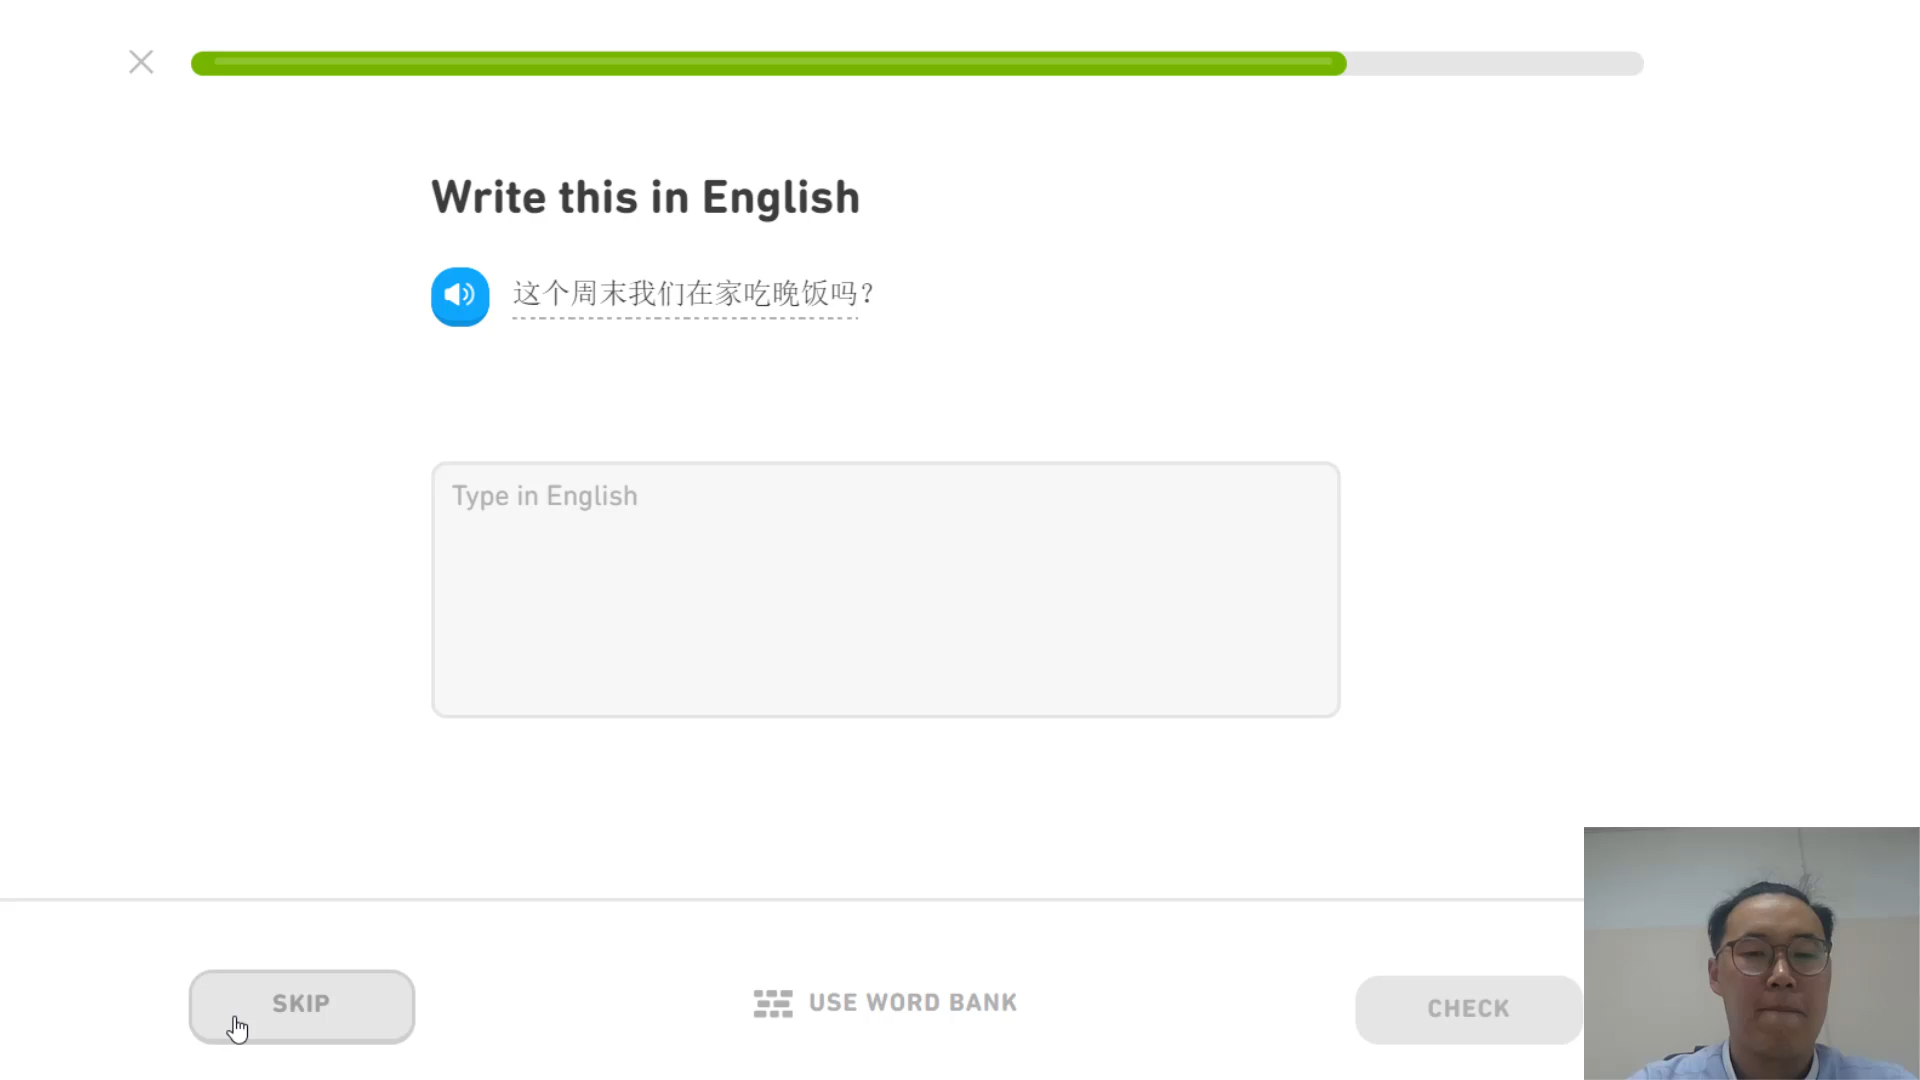 Write this in English
这个周末我们在家吃晚饭吗?
Type in English
SKIP
USE WORD BANK
CHECK